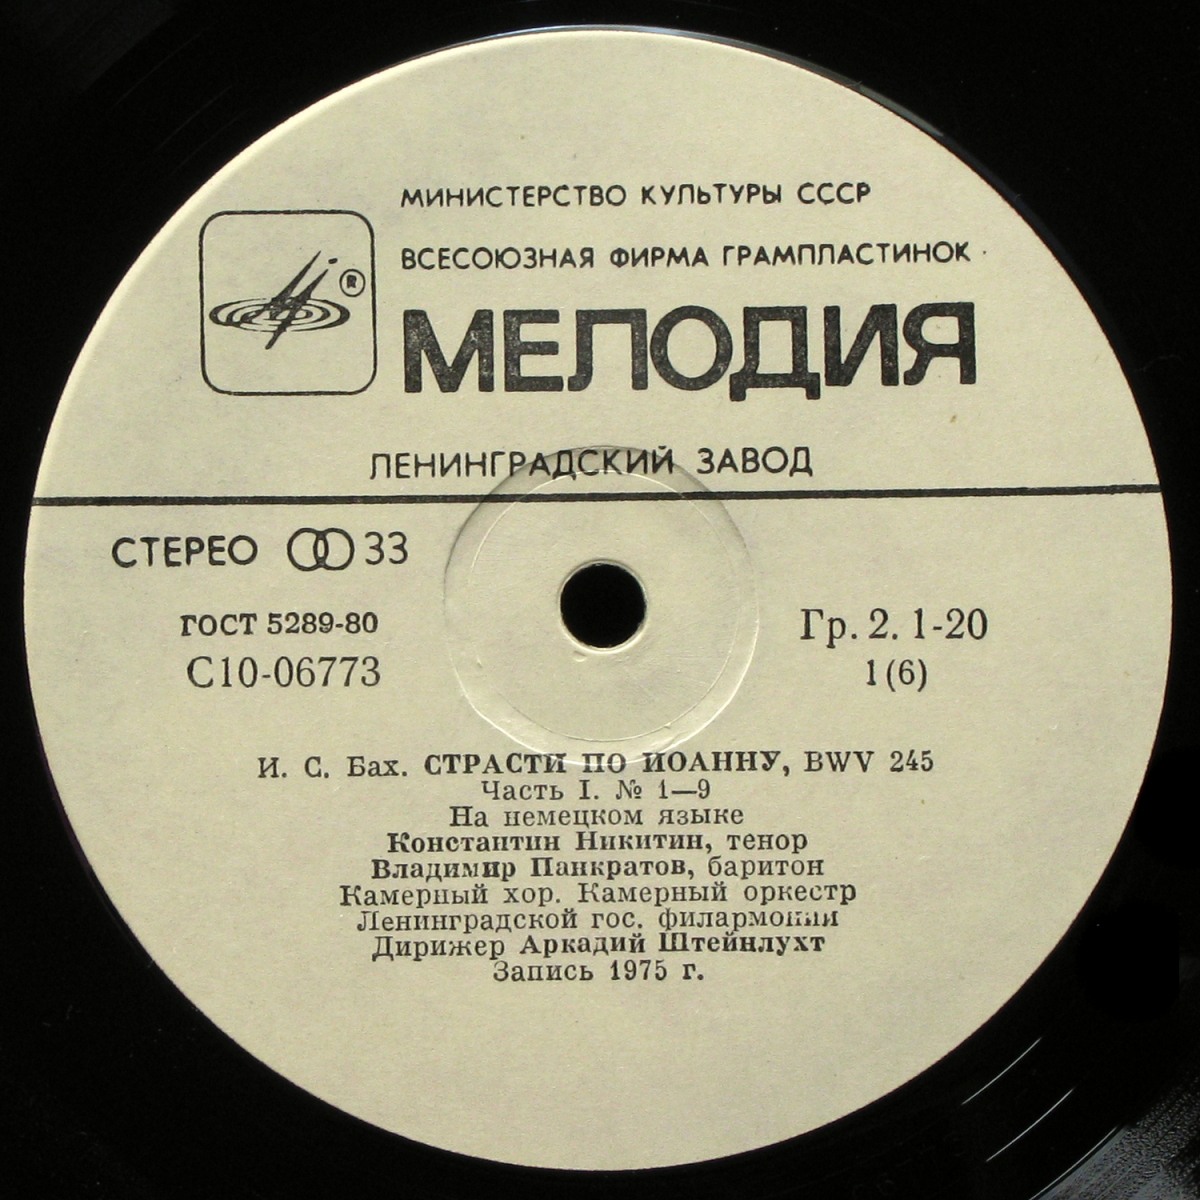 МИНИСТЕРСТВО КУЛЬТУРЫ СССР
ВСЕСОЮЗНАЯ ФИРМА ГРАМПЛАСТИНОК
®
МЕЛОДИЯ
ЛЕНИНГРАДСКИЙ ЗАВОД
СТЕРЕО 33
ГОСТ 5289-80
С10-06773
Гр. 2. 1-20
1(6)
И. С. Бах. СТРАСТИ ПО ИОАННУ, BWV 245
Часть I. № 1—9
На немецком языке
Константин Никитин, тенор
Владимир Панкратов, баритон
Камерный хор. Камерный оркестр
Ленинградской гос. филармонии
Дирижер Аркадий Штейнлухт
Запись 1975 г.